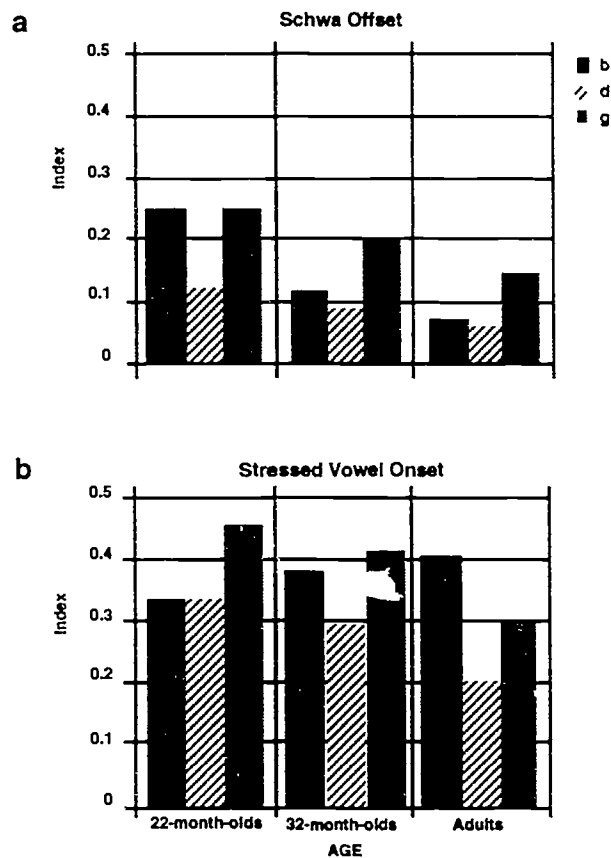 a
Schwa Offset
0.5
0.4
0.3
0.2
0.1
0
Index
b
d
g
b
Stressed Vowel Onset
0.5
0.4
0.3
0.2
0.1
0
Index
22-month-olds 32-month-olds Adults
AGE